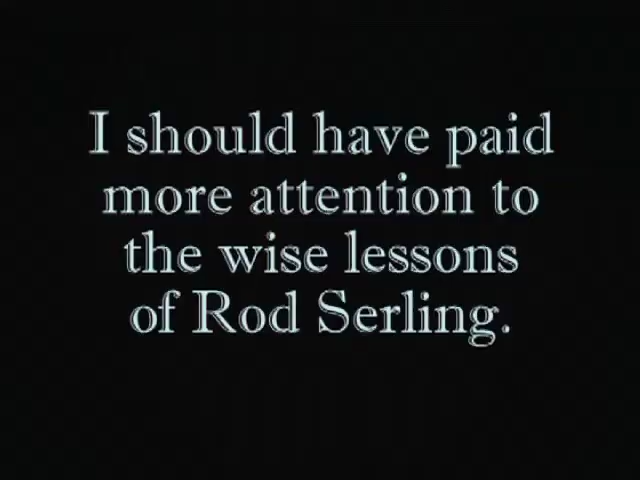 I should have paid
more attention to
the wise lessons
of Rod Serling.